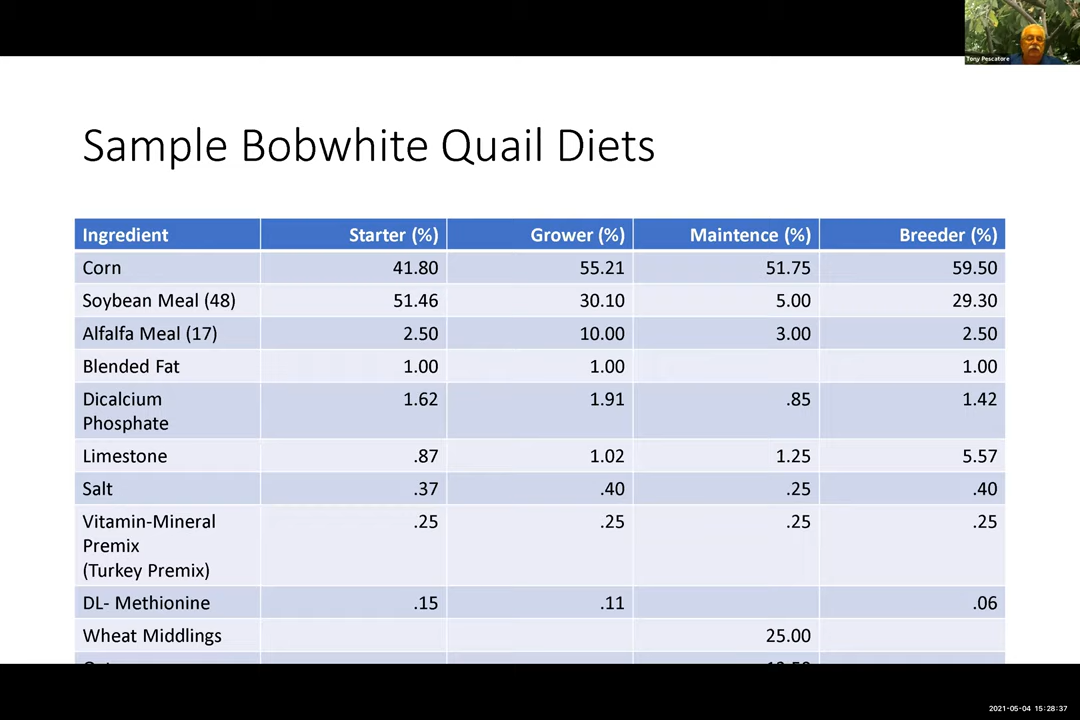 Tony Pescatore
Sample Bobwhite Quail Diets
Ingredient Starter (%) Grower (%) Maintence (%) Breeder (%)
Corn 41.80 55.21 51.75 59.50
Soybean Meal (48) 51.46 30.10 5.00 29.30
Alfalfa Meal (17) 2.50 10.00 3.00 2.50
Blended Fat 1.00 1.00 1.00
Dicalcium 1.62 1.91 .85 1.42
Phosphate
Limestone .87 1.02 1.25 5.57
Salt .37 .40 .25 .40
Vitamin-Mineral .25 .25 .25 .25
Premix
(Turkey Premix)
DL- Methionine .15 .11 .06
Wheat Middlings 25.00
2021-05-04 15:28:37